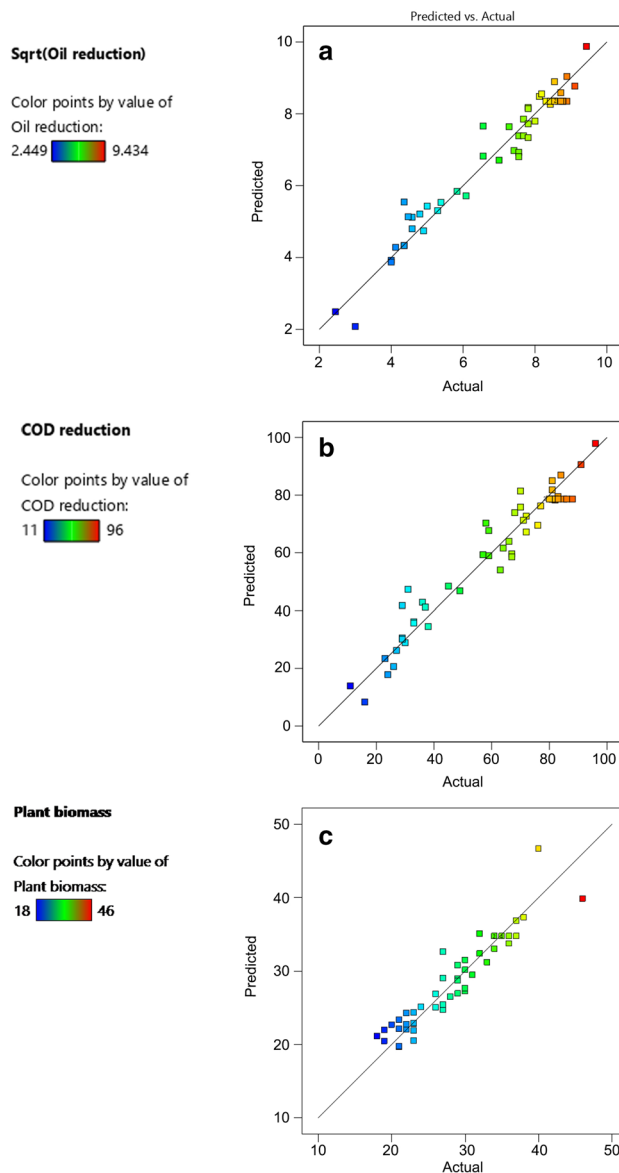 Predicted vs. Actual
Sqrt(Oil reduction)
Color points by value of
Oil reduction:
2.449 9.434
a
10
8
6
4
2
Predicted
2 4 6 8 10
Actual
COD reduction
Color points by value of
COD reduction:
11 96
b
100
80
60
40
20
0
Predicted
0 20 40 60 80 100
Actual
Plant biomass
Color points by value of
Plant biomass:
18 46
c
50
40
30
20
10
Predicted
10 20 30 40 50
Actual